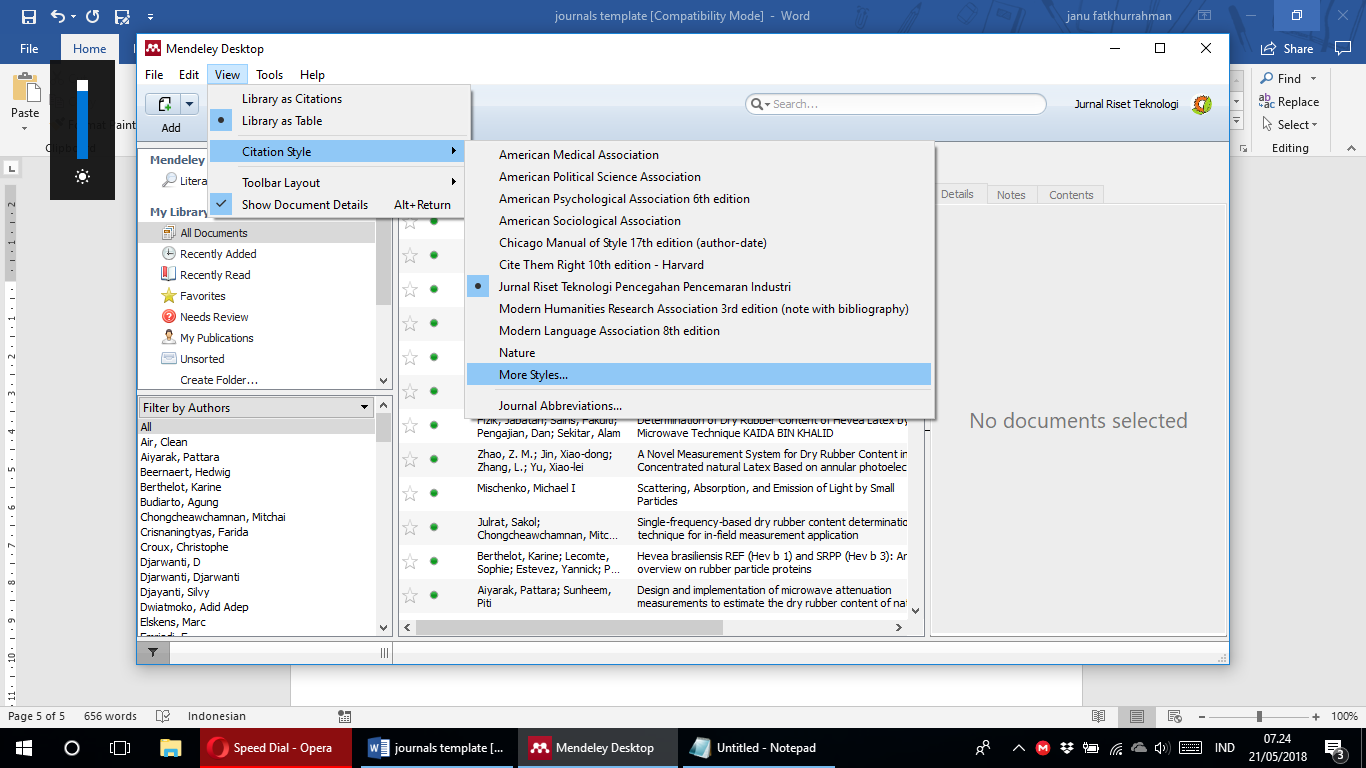 journals template [Compatibility Mode] - Word
janu fatkhurrahman
File
Home
Share
Paste
Format Paint
Find
Replace
Select
Editing
Mendeley Desktop
File Edit View Tools Help
Add
Search...
Jurnal Riset Teknologi
Library as Citations
Library as Table
Citation Style
Toolbar Layout
Show Document Details Alt+Return
American Medical Association
American Political Science Association
American Psychological Association 6th edition
American Sociological Association
Chicago Manual of Style 17th edition (author-date)
Cite Them Right 10th edition - Harvard
Jurnal Riset Teknologi Pencegahan Pencemaran Industri
Modern Humanities Research Association 3rd edition (note with bibliography)
Modern Language Association 8th edition
Nature
More Styles...
Journal Abbreviations...
Mendeley
Litera
My Library
All Documents
Recently Added
Recently Read
Favorites
Needs Review
My Publications
Unsorted
Create Folder...
Filter by Authors
All
Air, Clean
Aiyarak, Pattara
Beernaert, Hedwig
Berthelot, Karine
Budiarto, Agung
Chongcheawchamnan, Mitchai
Crisnaningtyas, Farida
Croux, Christophe
Djarwanti, D
Djarwanti, Djarwanti
Djayanti, Silvy
Dwiatmoko, Adid Adep
Elskens, Marc
Fizik, Jabatan; Sains, Fakulti;
Pengajian, Dan; Sekitar, Alam
Determination of Dry Rubber Content of Hevea Latex by
Microwave Technique KAIDA BIN KHALID
Zhao, Z. M.; Jin, Xiao-dong;
Zhang, L.; Yu, Xiao-lei
A Novel Measurement System for Dry Rubber Content in
Concentrated natural Latex Based on annular photoelec
Mischenko, Michael I
Scattering, Absorption, and Emission of Light by Small
Particles
Julrat, Sakol;
Chongcheawchamnan, Mitc...
Single-frequency-based dry rubber content determinatio
technique for in-field measurement application
Berthelot, Karine; Lecomte,
Sophie; Estevez, Yannick; P...
Hevea brasiliensis REF (Hev b 1) and SRPP (Hev b 3): An
overview on rubber particle proteins
Aiyarak, Pattara; Sunheem,
Piti
Design and implementation of microwave attenuation
measurements to estimate the dry rubber content of nat
Details Notes Contents
No documents selected
Page 5 of 5 656 words Indonesian
100%
Speed Dial - Opera
journals template [...
Mendeley Desktop
Untitled - Notepad
IND
07.24
21/05/2018
3